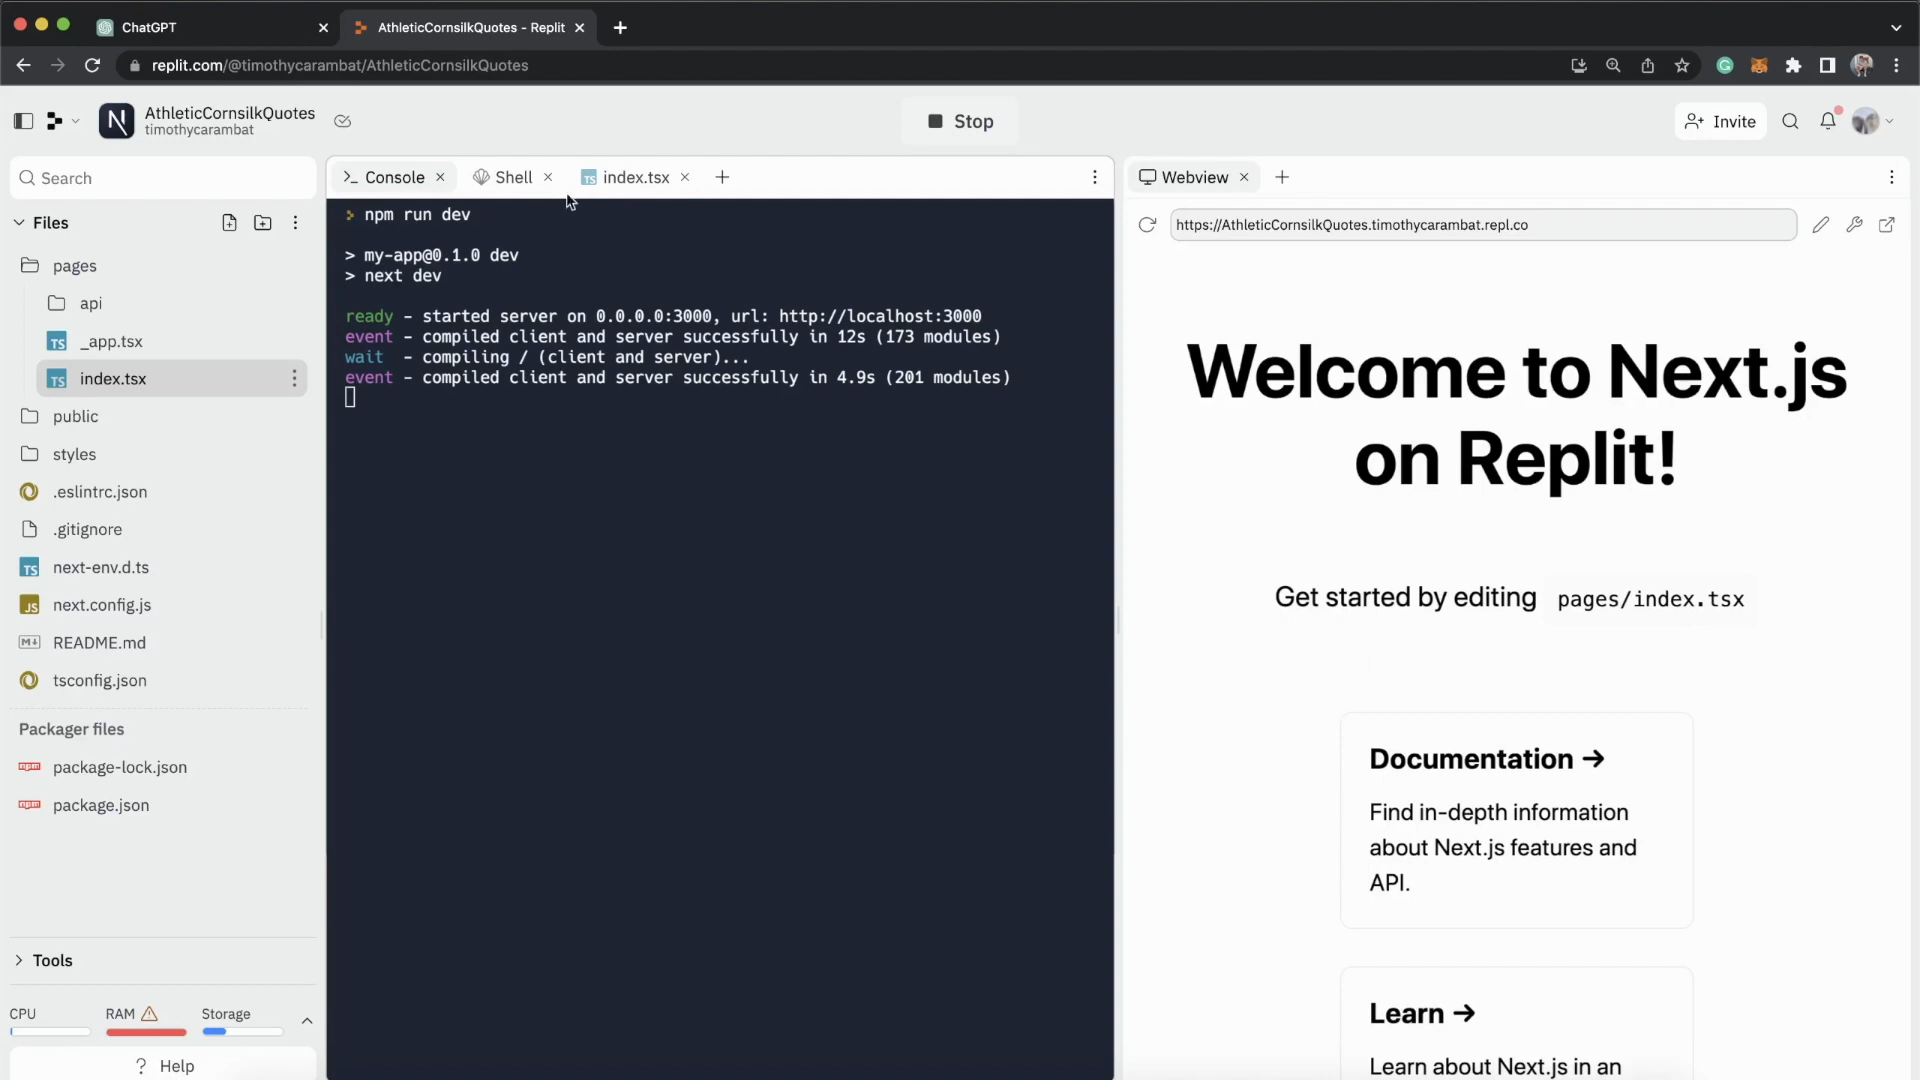 ChatGPT
AthleticCornsilkQuotes - Replit
replit.com/@timothycarambat/AthleticCornsilkQuotes
AthleticCornsilkQuotes
timothycarambat
Stop
Invite
Search
Files
pages
api
_app.tsx
index.tsx
public
styles
.eslintrc.json
.gitignore
next-env.d.ts
next.config.js
README.md
tsconfig.json
Packager files
package-lock.json
package.json
Tools
CPU
RAM
Storage
? Help
>_ Console
Shell
index.tsx
> npm run dev
> my-app@0.1.0 dev
> next dev
ready - started server on 0.0.0.0:3000, url: http://localhost:3000
event - compiled client and server successfully in 12s (173 modules)
wait  - compiling / (client and server)...
event - compiled client and server successfully in 4.9s (201 modules)
Webview
https://AthleticCornsilkQuotes.timothycarambat.repl.co
Welcome to Next.js
on Replit!
Get started by editing pages/index.tsx
Documentation →
Find in-depth information
about Next.js features and
API.
Learn →
Learn about Next.js in an